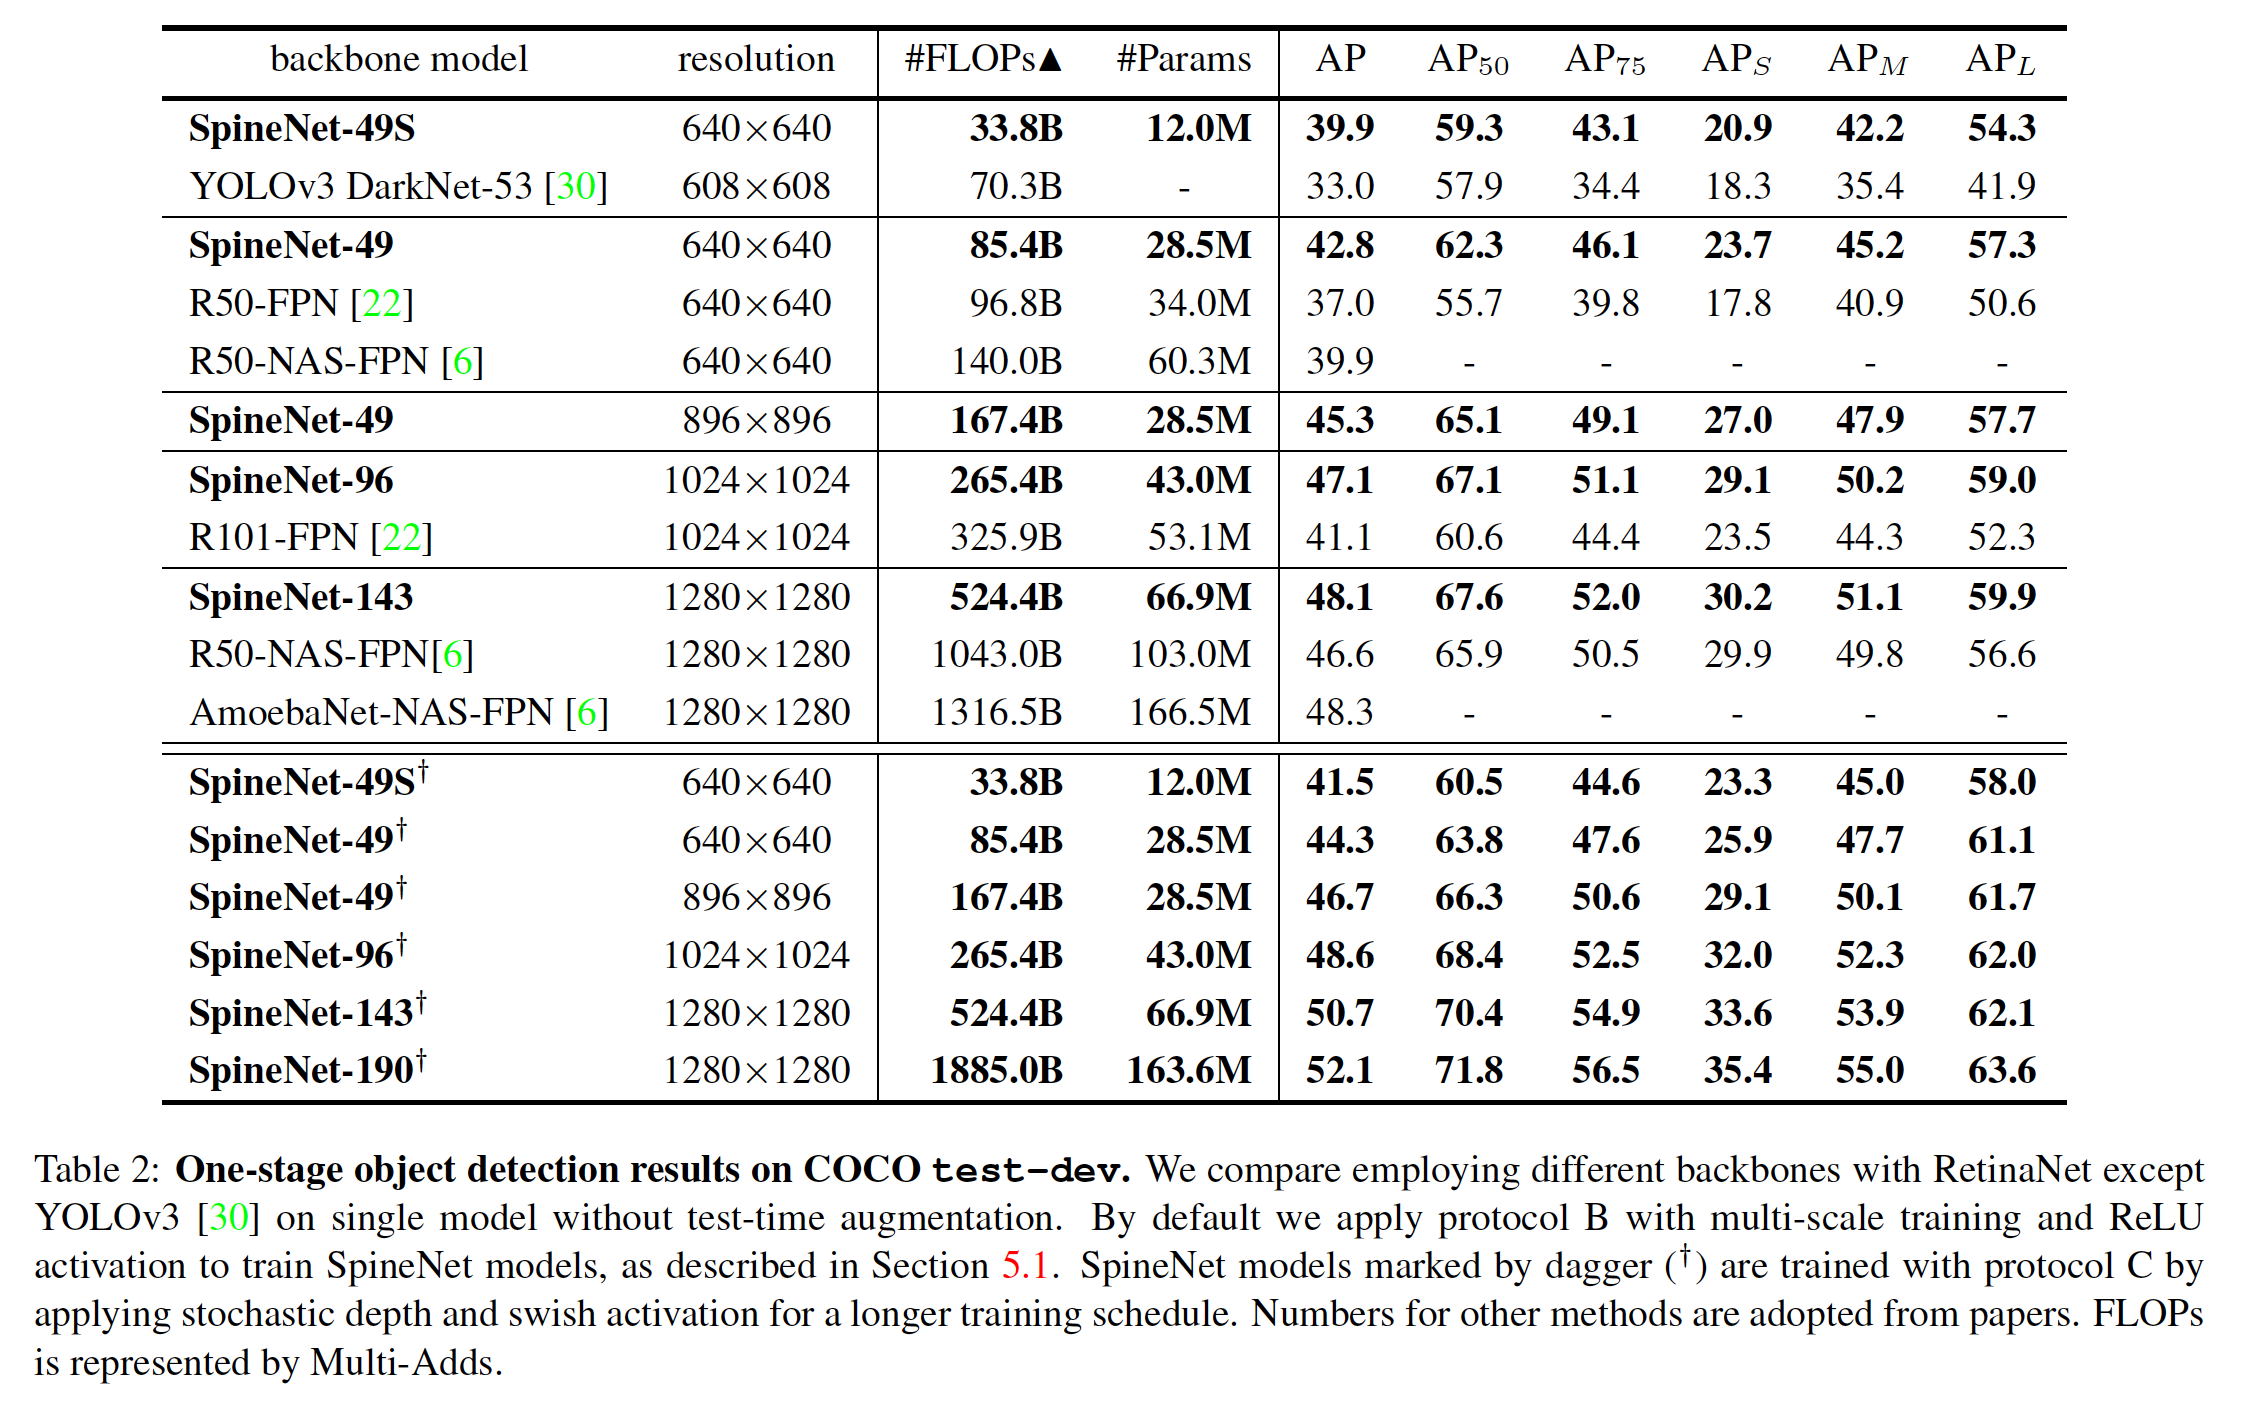 backbone model resolution #FLOPs▲ #Params AP AP50 AP75 APS APM APL
SpineNet-49S 640×640 33.8B 12.0M 39.9 59.3 43.1 20.9 42.2 54.3
YOLOv3 DarkNet-53 [30] 608×608 70.3B - 33.0 57.9 34.4 18.3 35.4 41.9
SpineNet-49 640×640 85.4B 28.5M 42.8 62.3 46.1 23.7 45.2 57.3
R50-FPN [22] 640×640 96.8B 34.0M 37.0 55.7 39.8 17.8 40.9 50.6
R50-NAS-FPN [6] 640×640 140.0B 60.3M 39.9 - - - - -
SpineNet-49 896×896 167.4B 28.5M 45.3 65.1 49.1 27.0 47.9 57.7
SpineNet-96 1024×1024 265.4B 43.0M 47.1 67.1 51.1 29.1 50.2 59.0
R101-FPN [22] 1024×1024 325.9B 53.1M 41.1 60.6 44.4 23.5 44.3 52.3
SpineNet-143 1280×1280 524.4B 66.9M 48.1 67.6 52.0 30.2 51.1 59.9
R50-NAS-FPN[6] 1280×1280 1043.0B 103.0M 46.6 65.9 50.5 29.9 49.8 56.6
AmoebaNet-NAS-FPN [6] 1280×1280 1316.5B 166.5M 48.3 - - - - -
SpineNet-49S† 640×640 33.8B 12.0M 41.5 60.5 44.6 23.3 45.0 58.0
SpineNet-49† 640×640 85.4B 28.5M 44.3 63.8 47.6 25.9 47.7 61.1
SpineNet-49† 896×896 167.4B 28.5M 46.7 66.3 50.6 29.1 50.1 61.7
SpineNet-96† 1024×1024 265.4B 43.0M 48.6 68.4 52.5 32.0 52.3 62.0
SpineNet-143† 1280×1280 524.4B 66.9M 50.7 70.4 54.9 33.6 53.9 62.1
SpineNet-190† 1280×1280 1885.0B 163.6M 52.1 71.8 56.5 35.4 55.0 63.6
Table 2: One-stage object detection results on COCO test-dev. We compare employing different backbones with RetinaNet except
YOLOv3 [30] on single model without test-time augmentation. By default we apply protocol B with multi-scale training and ReLU
activation to train SpineNet models, as described in Section 5.1. SpineNet models marked by dagger (†) are trained with protocol C by
applying stochastic depth and swish activation for a longer training schedule. Numbers for other methods are adopted from papers. FLOPs
is represented by Multi-Adds.